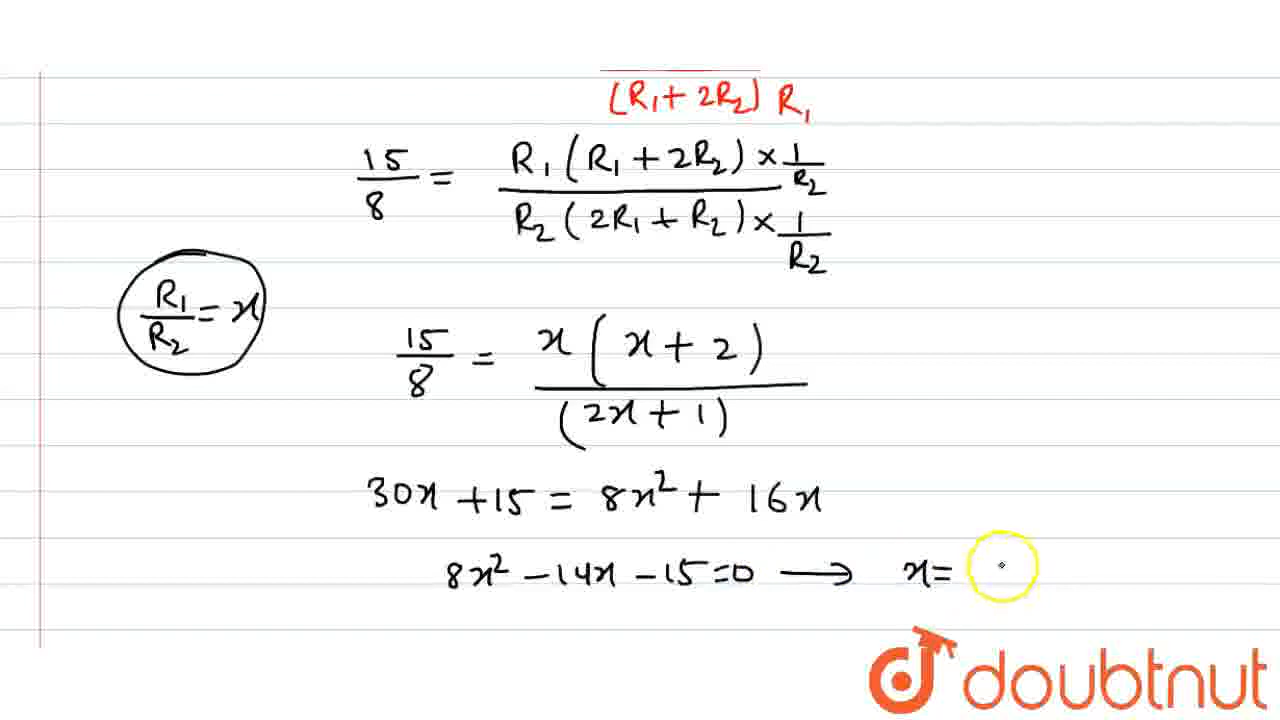 (R₁ + 2R₂) R₁
15/8 = R₁(R₁ + 2R₂) × 1/R₂ / R₂(2R₁ + R₂) × 1/R₂
R₁/R₂ = x
15/8 = x(x + 2) / (2x + 1)
30x + 15 = 8x² + 16x
8x² - 14x - 15 = 0 ⟶ x =
doubtnut